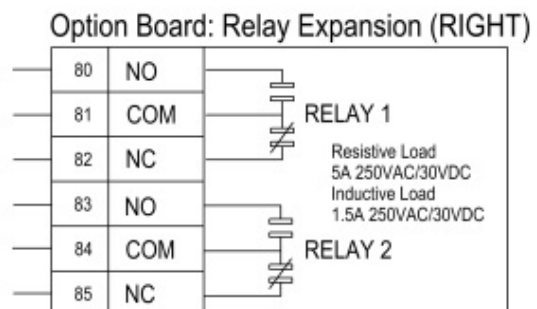 Option Board: Relay Expansion (RIGHT)
80 NO
81 COM RELAY 1
82 NC
Resistive Load
5A 250VAC/30VDC
Inductive Load
1.5A 250VAC/30VDC
83 NO
84 COM RELAY 2
85 NC